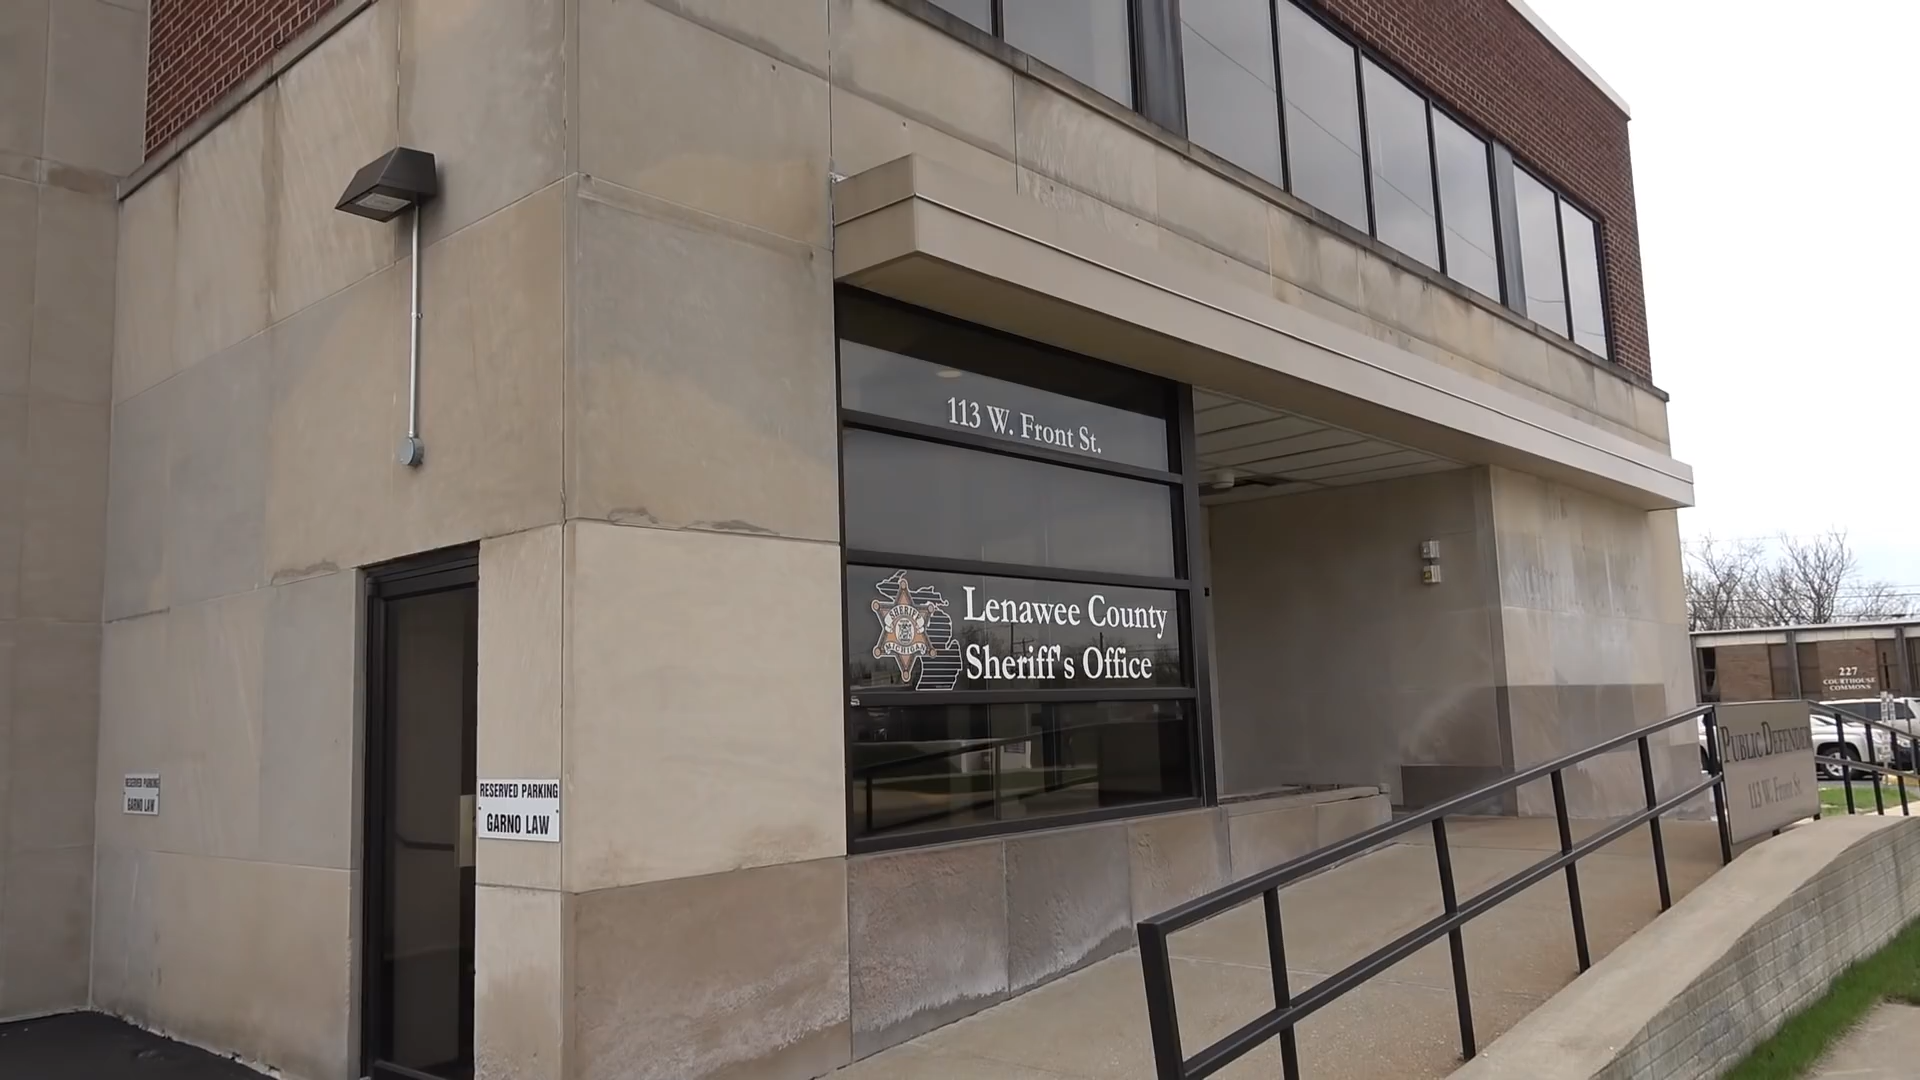 113 W. Front St.
SHERIFF
MICHIGAN
Lenawee County
Sheriff's Office
RESERVED PARKING
GARNO LAW
RESERVED PARKING
GARNO LAW
227
COURTHOUSE
COMMONS
PUBLIC DEFENDER
113 W. Front St.